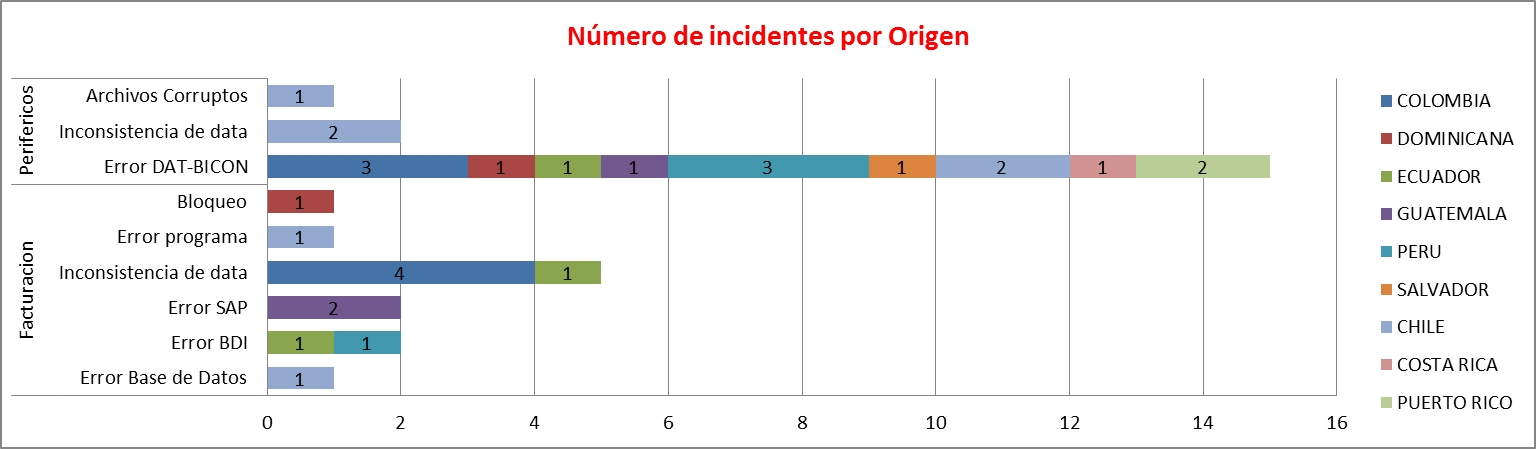 Número de incidentes por Origen
Perifericos
Archivos Corruptos 1
Inconsistencia de data 2
Error DAT-BICON 3 1 1 1 3 1 2 1 2
Facturacion
Bloqueo 1
Error programa 1
Inconsistencia de data 4 1
Error SAP 2
Error BDI 1 1
Error Base de Datos 1
0 2 4 6 8 10 12 14 16
COLOMBIA
DOMINICANA
ECUADOR
GUATEMALA
PERU
SALVADOR
CHILE
COSTA RICA
PUERTO RICO